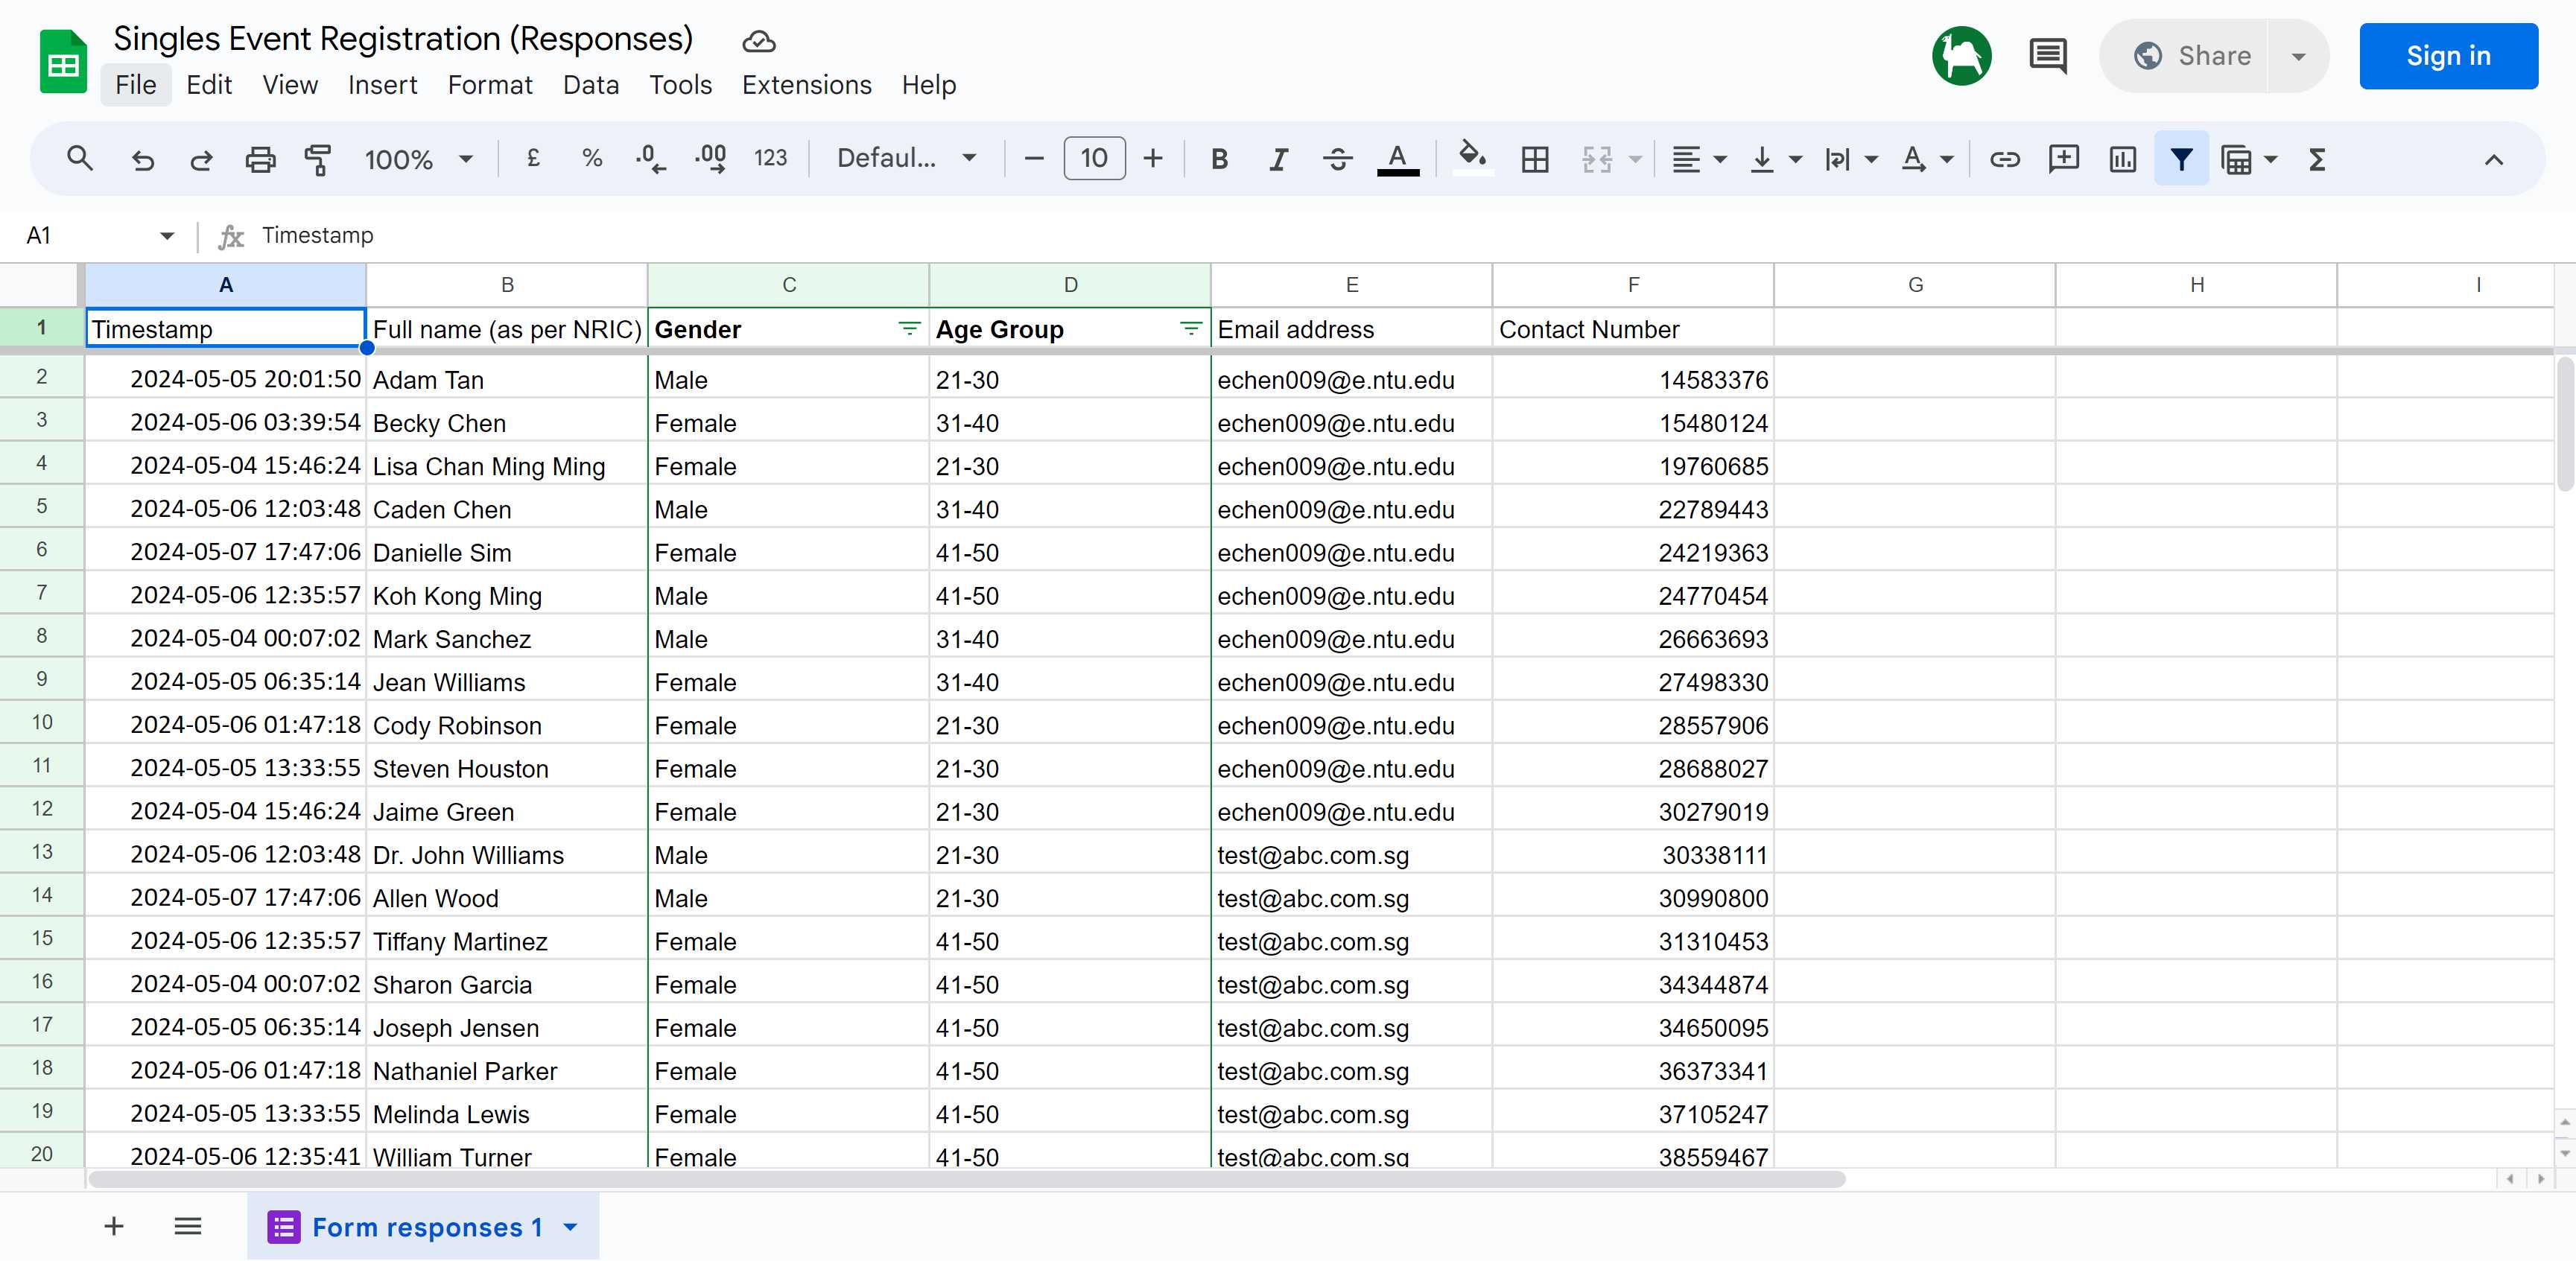 Singles Event Registration (Responses)
Share
Sign in
File Edit View Insert Format Data Tools Extensions Help
100% £ % .0 .00 123 Defaul... 10 B I A A Σ
A1 fx Timestamp
A B C D E F G H I
1 Timestamp Full name (as per NRIC) Gender Age Group Email address Contact Number
2 2024-05-05 20:01:50 Adam Tan Male 21-30 echen009@e.ntu.edu 14583376
3 2024-05-06 03:39:54 Becky Chen Female 31-40 echen009@e.ntu.edu 15480124
4 2024-05-04 15:46:24 Lisa Chan Ming Ming Female 21-30 echen009@e.ntu.edu 19760685
5 2024-05-06 12:03:48 Caden Chen Male 31-40 echen009@e.ntu.edu 22789443
6 2024-05-07 17:47:06 Danielle Sim Female 41-50 echen009@e.ntu.edu 24219363
7 2024-05-06 12:35:57 Koh Kong Ming Male 41-50 echen009@e.ntu.edu 24770454
8 2024-05-04 00:07:02 Mark Sanchez Male 31-40 echen009@e.ntu.edu 26663693
9 2024-05-05 06:35:14 Jean Williams Female 31-40 echen009@e.ntu.edu 27498330
10 2024-05-06 01:47:18 Cody Robinson Female 21-30 echen009@e.ntu.edu 28557906
11 2024-05-05 13:33:55 Steven Houston Female 21-30 echen009@e.ntu.edu 28688027
12 2024-05-04 15:46:24 Jaime Green Female 21-30 echen009@e.ntu.edu 30279019
13 2024-05-06 12:03:48 Dr. John Williams Male 21-30 test@abc.com.sg 30338111
14 2024-05-07 17:47:06 Allen Wood Male 21-30 test@abc.com.sg 30990800
15 2024-05-06 12:35:57 Tiffany Martinez Female 41-50 test@abc.com.sg 31310453
16 2024-05-04 00:07:02 Sharon Garcia Female 41-50 test@abc.com.sg 34344874
17 2024-05-05 06:35:14 Joseph Jensen Female 41-50 test@abc.com.sg 34650095
18 2024-05-06 01:47:18 Nathaniel Parker Female 41-50 test@abc.com.sg 36373341
19 2024-05-05 13:33:55 Melinda Lewis Female 41-50 test@abc.com.sg 37105247
20 2024-05-06 12:35:41 William Turner Female 41-50 test@abc.com.sg 38559467
Form responses 1